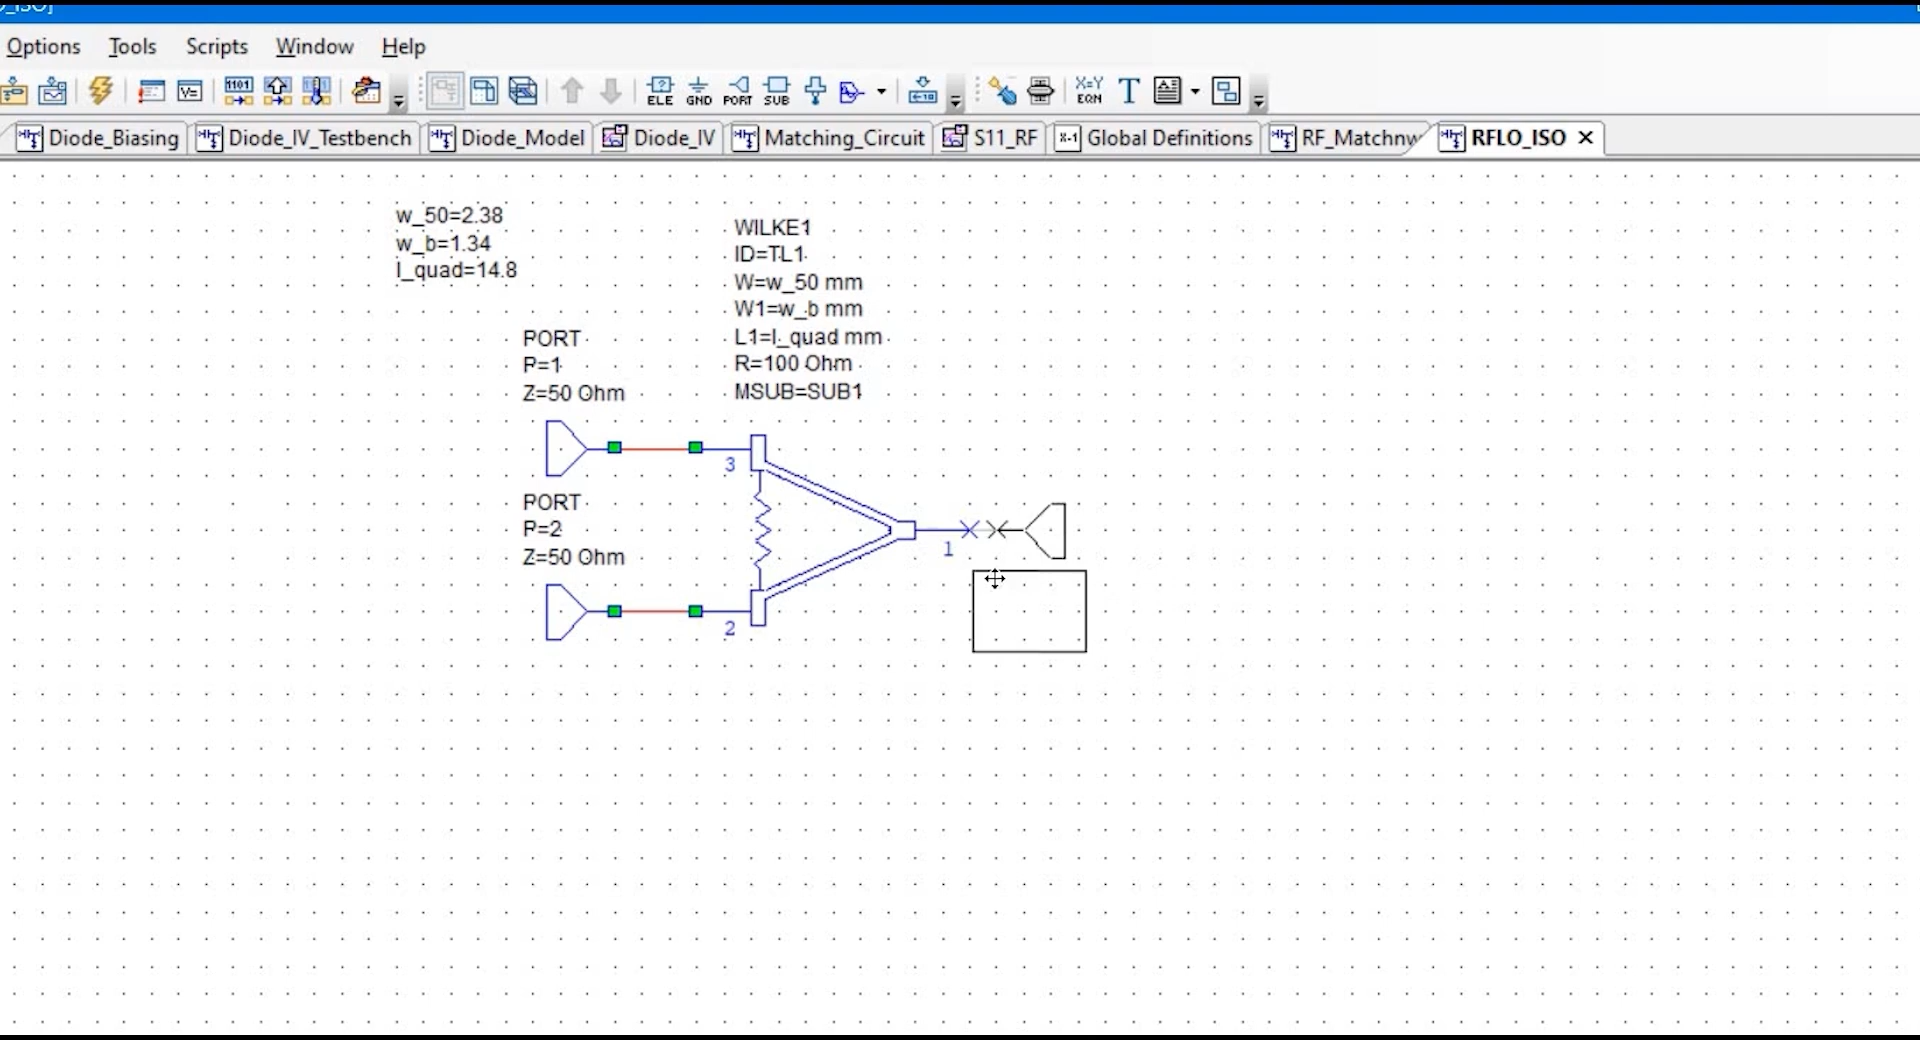 Options Tools Scripts Window Help
ELE GND PORT SUB X=Y EQN
Diode_Biasing Diode_IV_Testbench Diode_Model Diode_IV Matching_Circuit S11_RF Global Definitions RF_Matchnw RFLO_ISO
w_50=2.38
w_b=1.34
l_quad=14.8
WILKE1
ID=TL1
W=w_50 mm
W1=w_b mm
L1=l_quad mm
R=100 Ohm
MSUB=SUB1
PORT
P=1
Z=50 Ohm
3
PORT
P=2
Z=50 Ohm
1
2